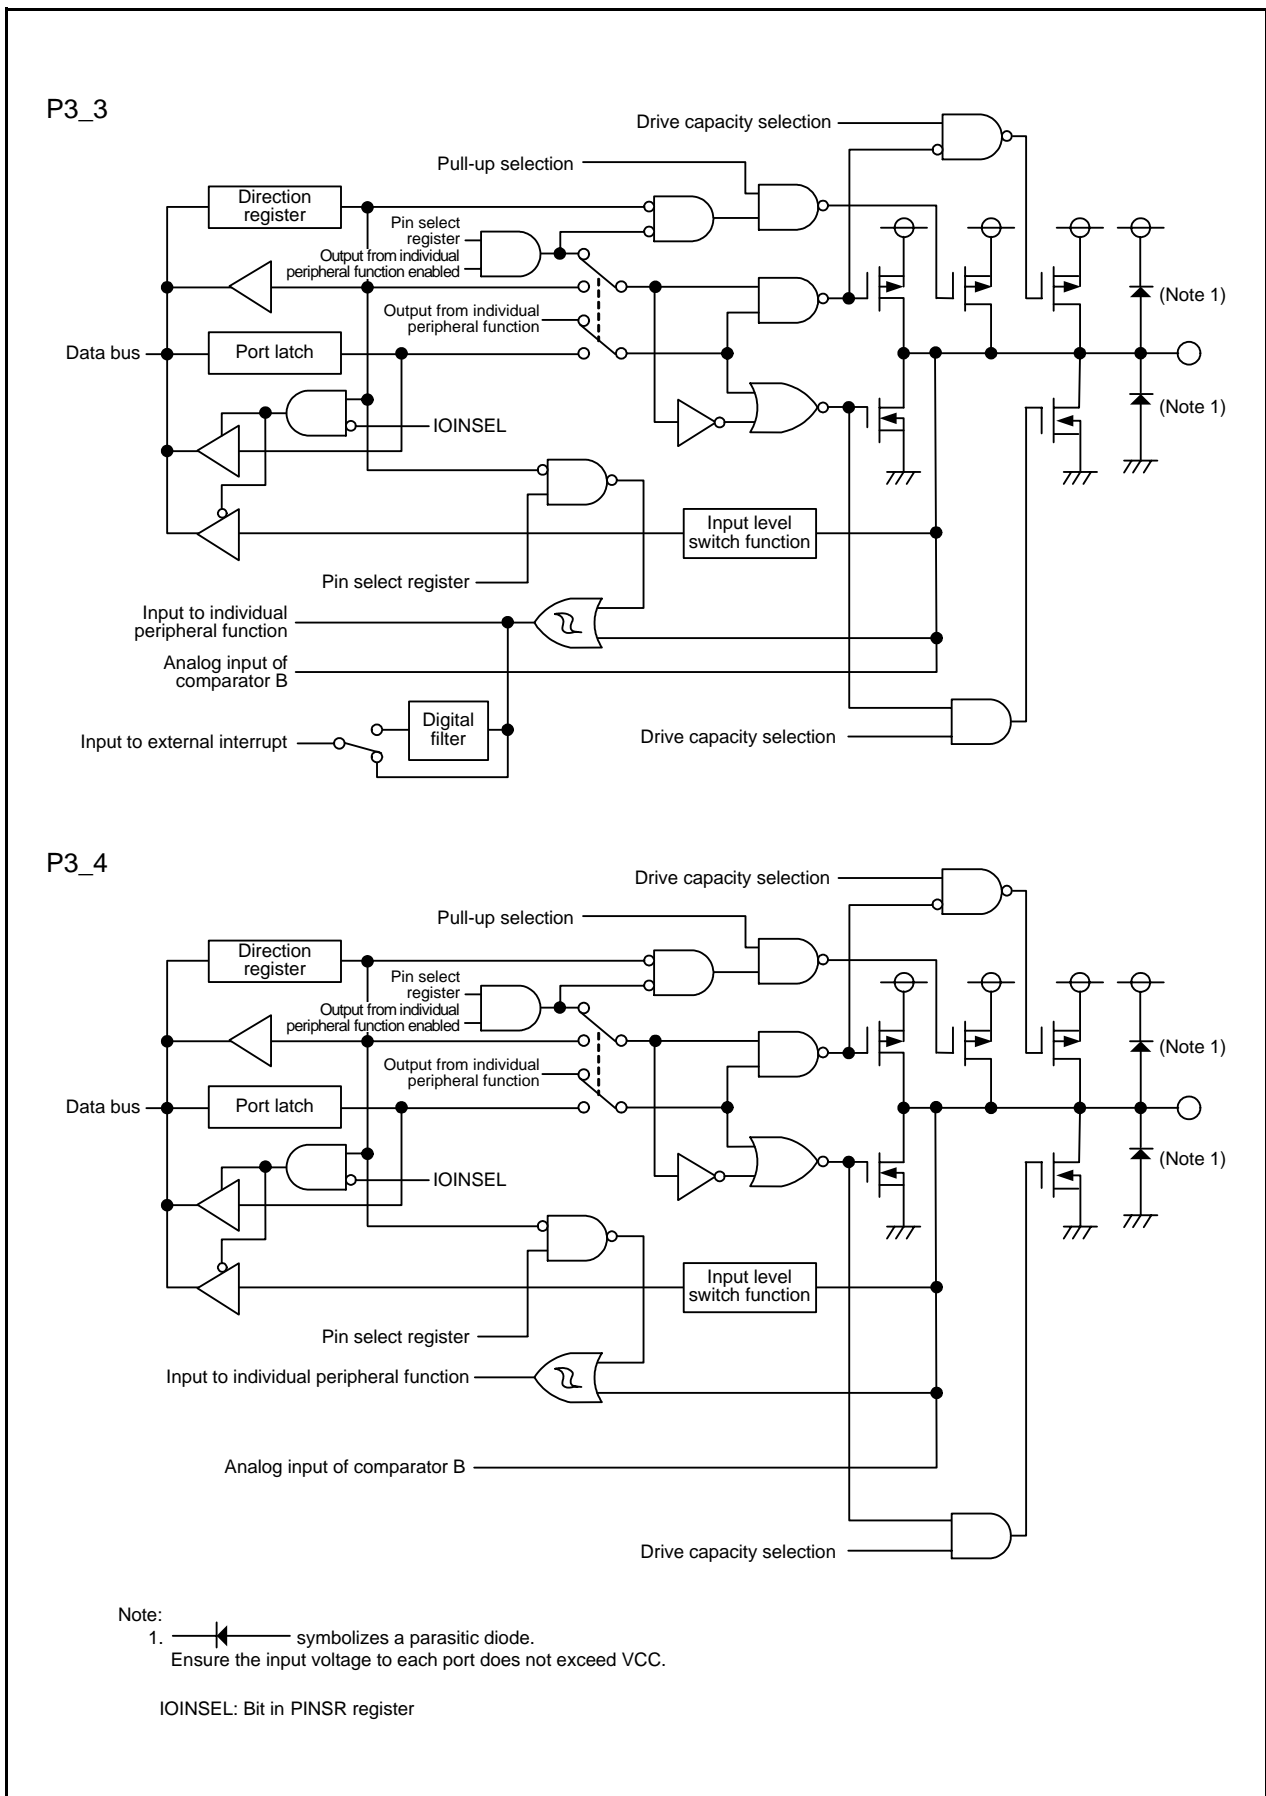 P3_3
Drive capacity selection
Pull-up selection
Direction
register
Pin select
register
Output from individual
peripheral function enabled
(Note 1)
Output from individual
peripheral function
Data bus
Port latch
(Note 1)
IOINSEL
Input level
switch function
Pin select register
Input to individual
peripheral function
Analog input of
comparator B
Digital
filter
Input to external interrupt
Drive capacity selection
P3_4
Drive capacity selection
Pull-up selection
Direction
register
Pin select
register
Output from individual
peripheral function enabled
(Note 1)
Output from individual
peripheral function
Data bus
Port latch
(Note 1)
IOINSEL
Input level
switch function
Pin select register
Input to individual peripheral function
Analog input of comparator B
Drive capacity selection
Note:
1. symbolizes a parasitic diode.
Ensure the input voltage to each port does not exceed VCC.
IOINSEL: Bit in PINSR register